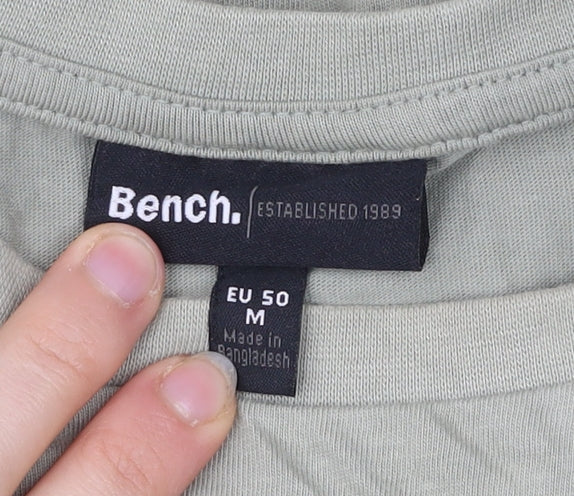 Bench. ESTABLISHED 1989
EU 50
M
Made in
Bangladesh